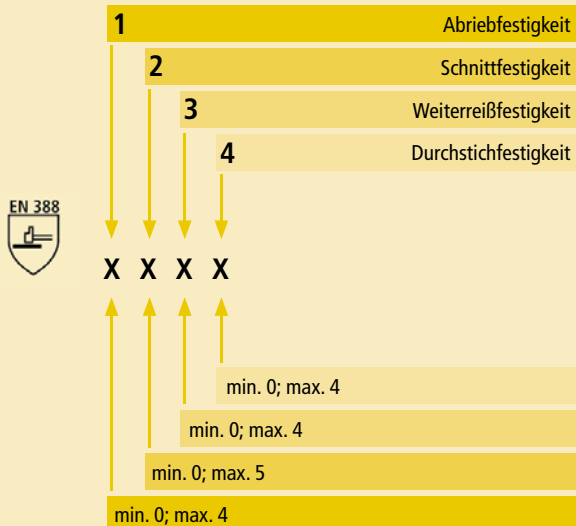 1 Abriebfestigkeit
2 Schnittfestigkeit
3 Weiterreißfestigkeit
4 Durchstichfestigkeit
EN 388
X X X X
min. 0; max. 4
min. 0; max. 4
min. 0; max. 5
min. 0; max. 4